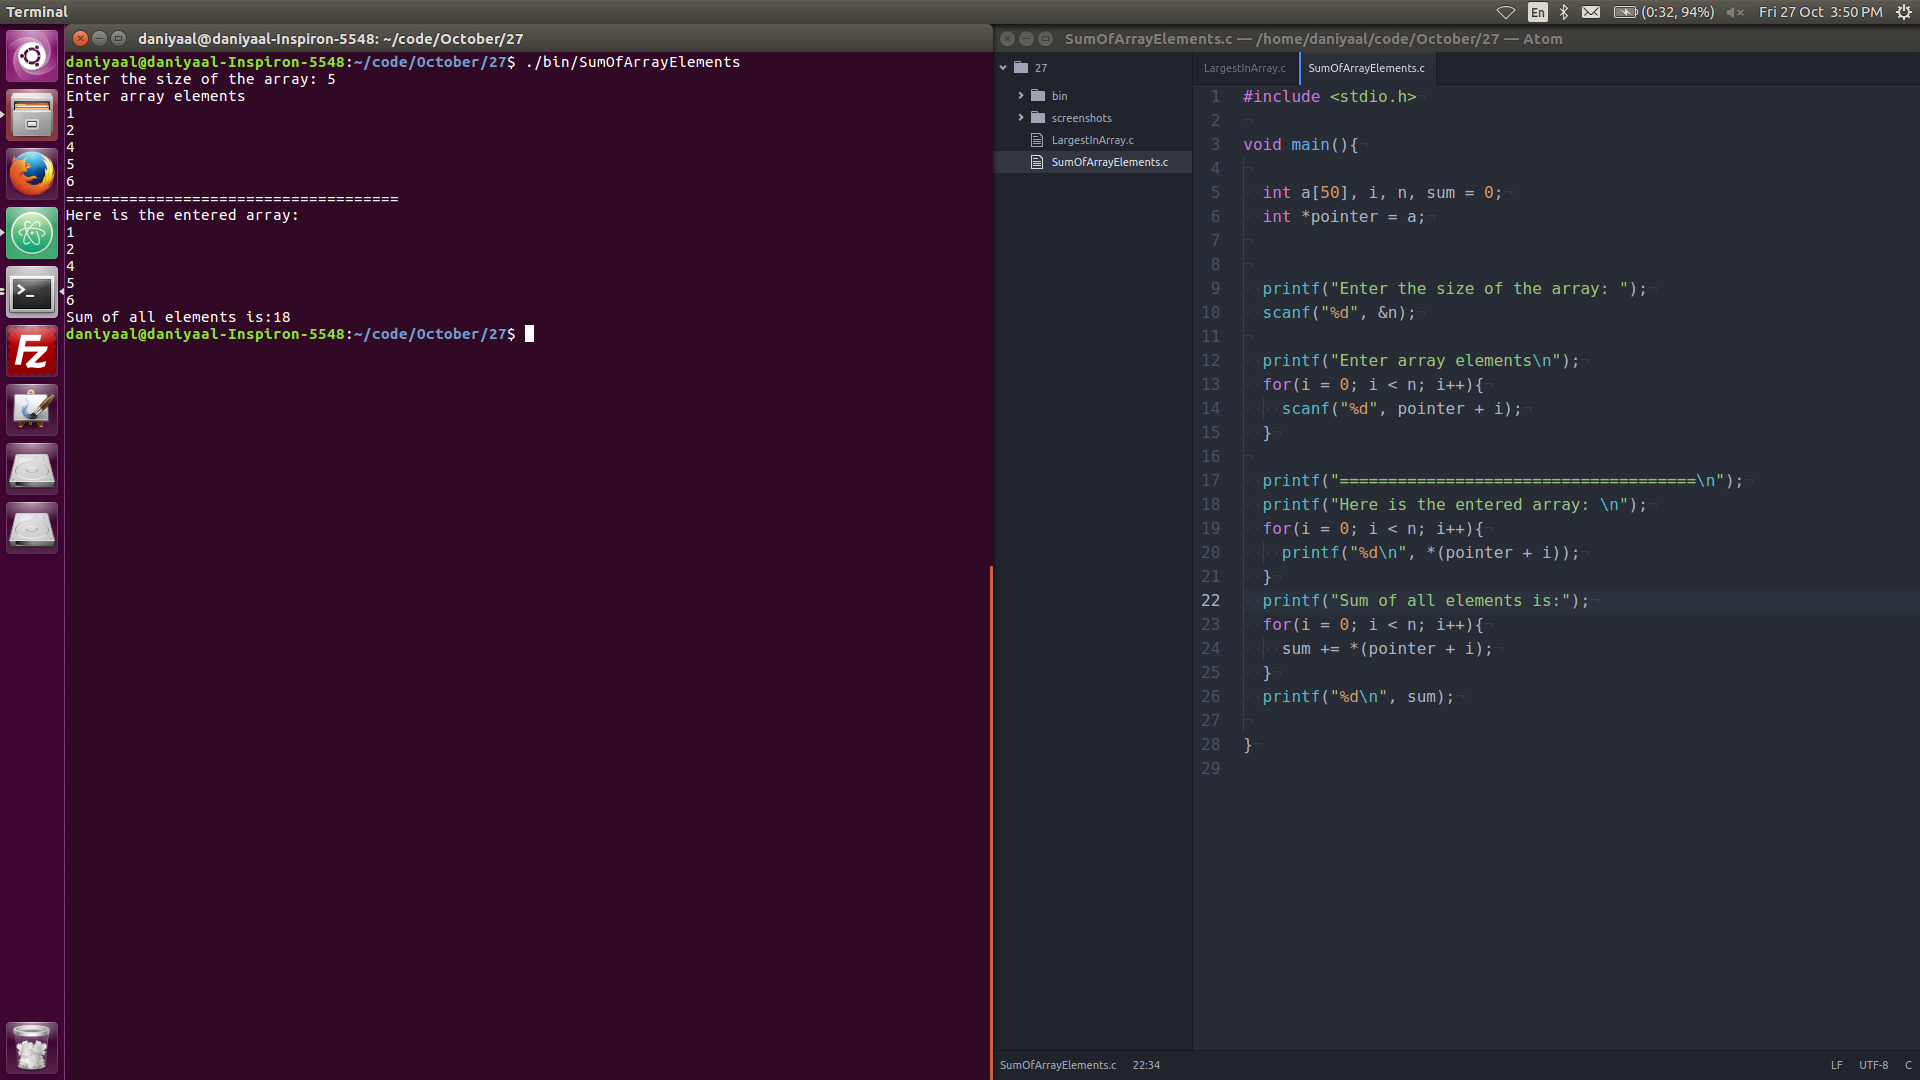 Terminal
En
(0:32, 94%)
Fri 27 Oct 3:50 PM
daniyaal@daniyaal-Inspiron-5548: ~/code/October/27
daniyaal@daniyaal-Inspiron-5548:~/code/October/27$ ./bin/SumOfArrayElements
Enter the size of the array: 5
Enter array elements
1
2
4
5
6
=====================================
Here is the entered array:
1
2
4
5
6
Sum of all elements is:18
daniyaal@daniyaal-Inspiron-5548:~/code/October/27$
SumOfArrayElements.c — /home/daniyaal/code/October/27 — Atom
27
bin
screenshots
LargestInArray.c
SumOfArrayElements.c
LargestInArray.c
SumOfArrayElements.c
1 #include <stdio.h>
2
3 void main(){
4
5 int a[50], i, n, sum = 0;
6 int *pointer = a;
7
8
9 printf("Enter the size of the array: ");
10 scanf("%d", &n);
11
12 printf("Enter array elements\n");
13 for(i = 0; i < n; i++){
14 scanf("%d", pointer + i);
15 }
16
17 printf("=====================================\n");
18 printf("Here is the entered array: \n");
19 for(i = 0; i < n; i++){
20 printf("%d\n", *(pointer + i));
21 }
22 printf("Sum of all elements is:");
23 for(i = 0; i < n; i++){
24 sum += *(pointer + i);
25 }
26 printf("%d\n", sum);
27
28 }
29
SumOfArrayElements.c 22:34
LF UTF-8 C
Fz
>_